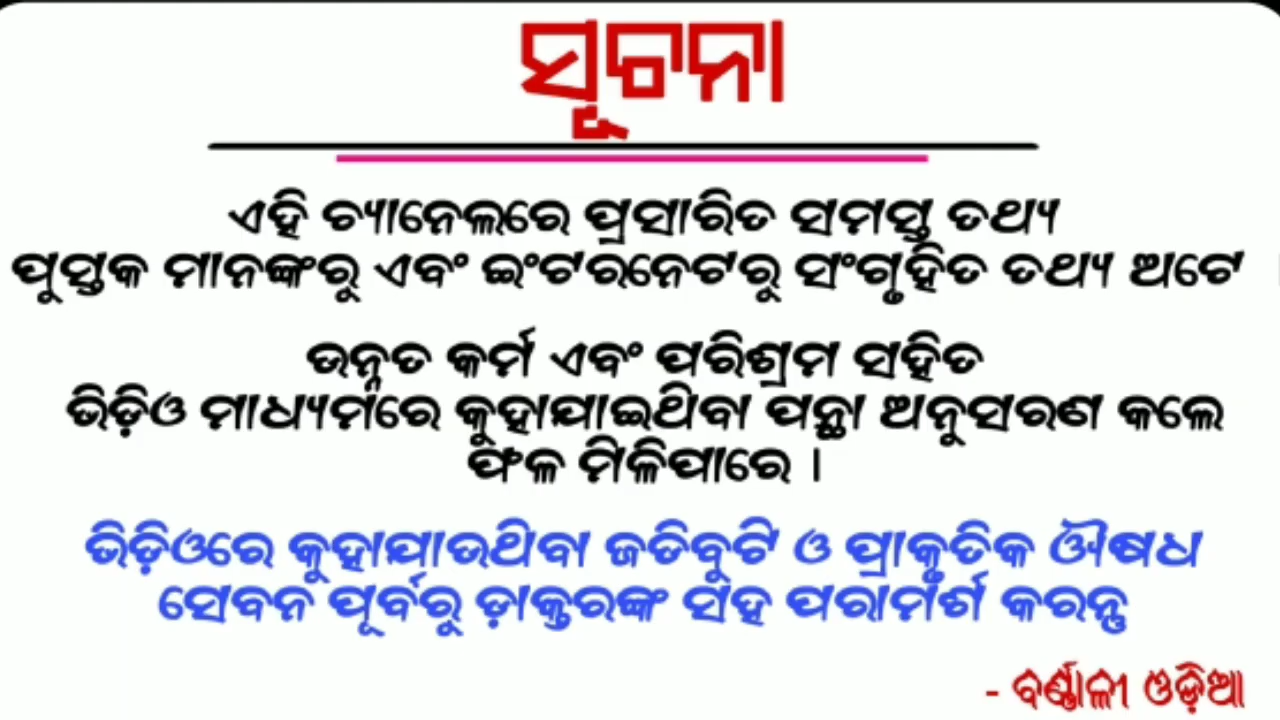 ସୂଚନା
ଏହି ଚ୍ୟାନେଲରେ ପ୍ରସାରିତ ସମସ୍ତ ତଥ୍ୟ
ପୁସ୍ତକ ମାନଙ୍କରୁ ଏବଂ ଇଂଟରନେଟରୁ ସଂଗୃହିତ ତଥ୍ୟ ଅଟେ ।
ଉନ୍ନତ କର୍ମ ଏବଂ ପରିଶ୍ରମ ସହିତ
ଭିଡ଼ିଓ ମାଧ୍ୟମରେ କୁହାଯାଇଥିବା ପନ୍ଥା ଅନୁସରଣ କଲେ
ଫଳ ମିଳିପାରେ ।
ଭିଡ଼ିଓରେ କୁହାଯାଉଥିବା ଜଡିବୁଟି ଓ ପ୍ରାକୃତିକ ଔଷଧ
ସେବନ ପୂର୍ବରୁ ଡ଼ାକ୍ତରଙ୍କ ସହ ପରାମର୍ଶ କରନ୍ତୁ
- ବର୍ଣ୍ଣାଳୀ ଓଡ଼ିଆ